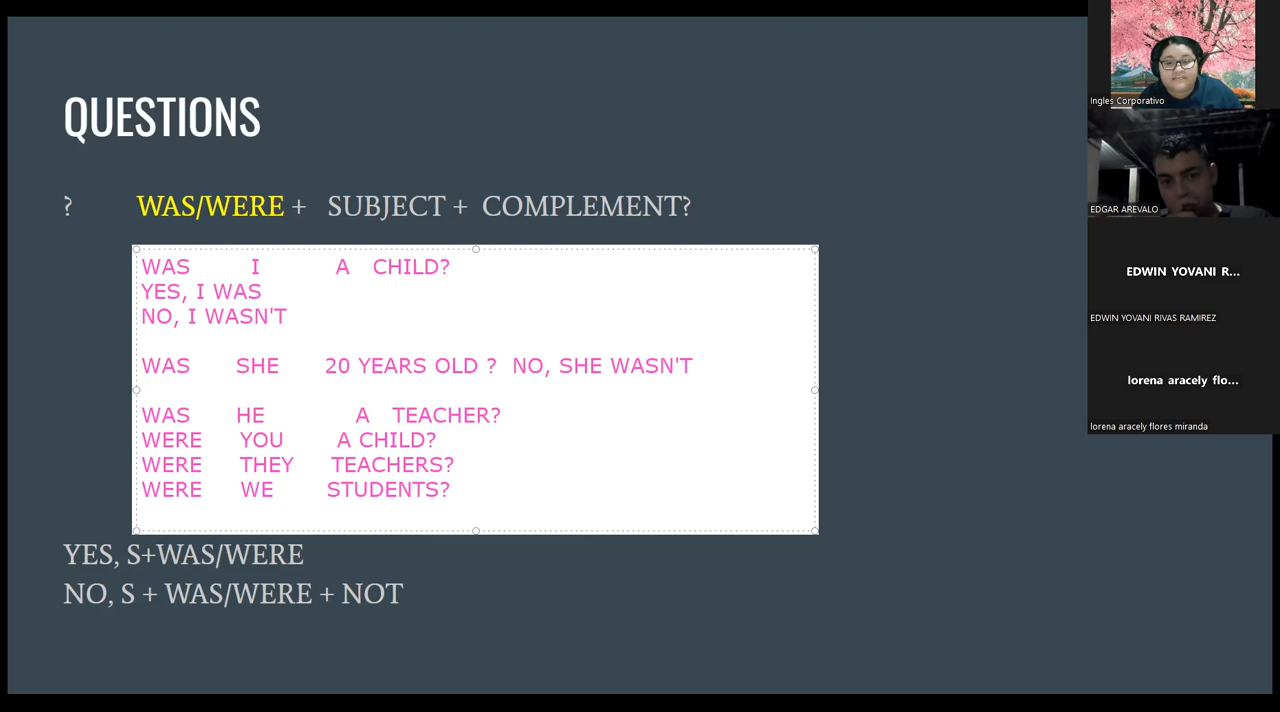 QUESTIONS
? WAS/WERE + SUBJECT + COMPLEMENT?
WAS I A CHILD?
YES, I WAS
NO, I WASN'T
WAS SHE 20 YEARS OLD ? NO, SHE WASN'T
WAS HE A TEACHER?
WERE YOU A CHILD?
WERE THEY TEACHERS?
WERE WE STUDENTS?
YES, S+WAS/WERE
NO, S + WAS/WERE + NOT
Ingles Corporativo
EDGAR AREVALO
EDWIN YOVANI R...
EDWIN YOVANI RIVAS RAMIREZ
lorena aracely flo...
lorena aracely flores miranda